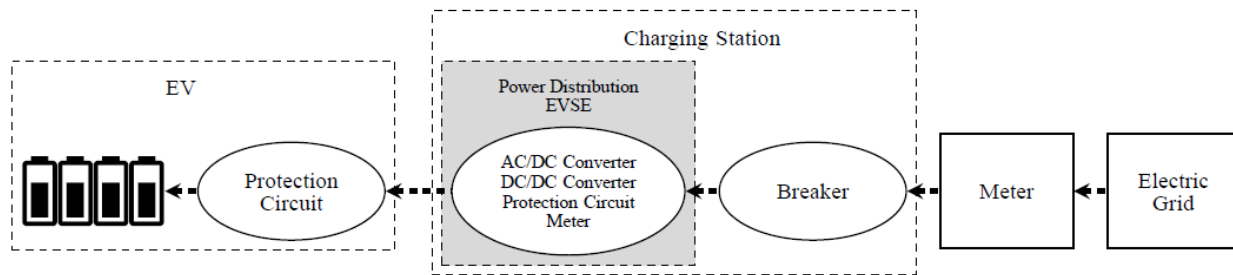 Charging Station
EV
Power Distribution
EVSE
AC/DC Converter
DC/DC Converter
Protection Circuit
Meter
Protection
Circuit
Breaker
Meter
Electric
Grid